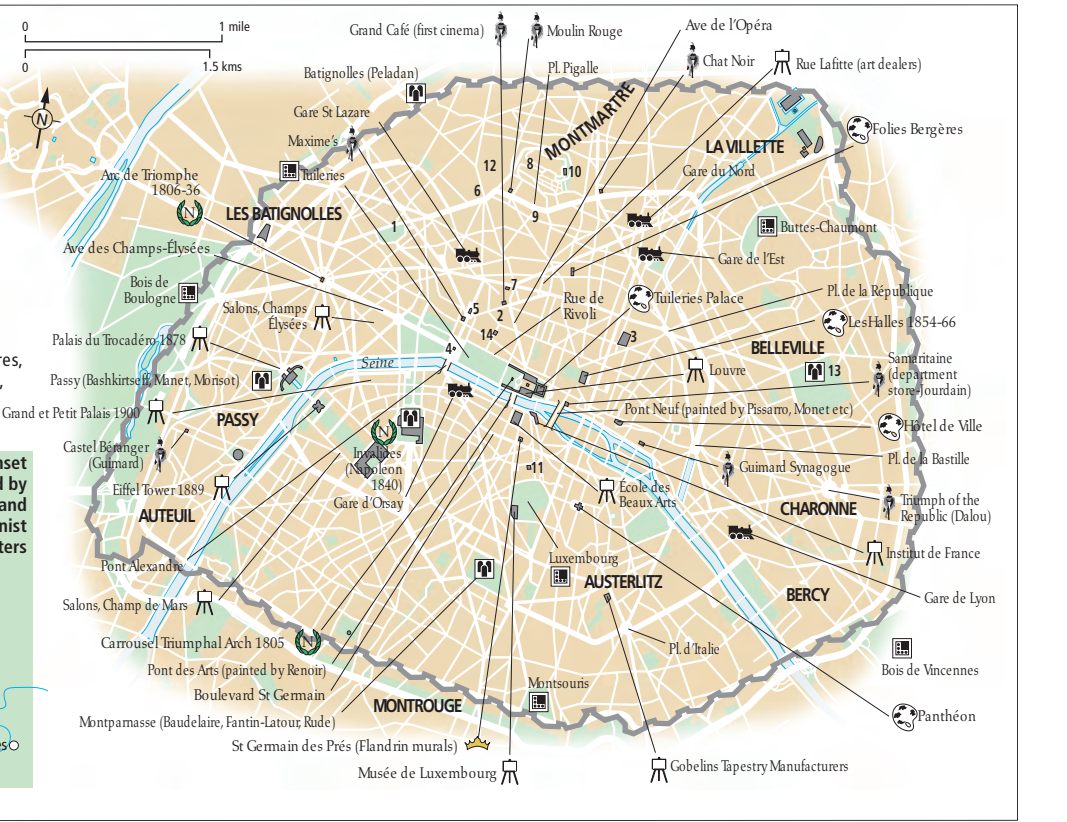 0
1 mile
0
1.5 kms
N
Grand Café (first cinema)
Moulin Rouge
Ave de l'Opéra
Chat Noir
Rue Lafitte (art dealers)
Batignolles (Peladan)
Pl. Pigalle
Gare St Lazare
MONTMARTRE
Maxime's
LA VILLETTE
Folies Bergères
12
8
10
Arc de Triomphe
1806-36
Tuileries
6
Gare du Nord
N
LES BATIGNOLLES
9
1
Buttes-Chaumont
Ave des Champs-Élysées
Gare de l'Est
Bois de
Boulogne
7
Rue de
Rivoli
Tuileries Palace
Pl. de la République
Salons, Champs
Élysées
5
2
Les Halles 1854-66
Palais du Trocadéro 1878
14
3
BELLEVILLE
4
res,
Seine
Samaritaine
(department
store-Jourdain)
,
Passy (Bashkirtseff, Manet, Morisot)
Louvre
13
Grand et Petit Palais 1900
PASSY
Pont Neuf (painted by Pissarro, Monet etc)
Hôtel de Ville
N
Castel Béranger
(Guimard)
Invalides
(Napoleon
1840)
Pl. de la Bastille
nset
d by
and
nist
ters
11
Guimard Synagogue
Eiffel Tower 1889
Gare d'Orsay
École des
Beaux Arts
AUTEUIL
CHARONNE
Triumph of the
Republic (Dalou)
Pont Alexandre
Luxembourg
Institut de France
AUSTERLITZ
BERCY
Gare de Lyon
Salons, Champ de Mars
Carrousel Triumphal Arch 1805
N
Pl. d'Italie
Pont des Arts (painted by Renoir)
Bois de Vincennes
Boulevard St Germain
Montsouris
MONTROUGE
Montparnasse (Baudelaire, Fantin-Latour, Rude)
Panthéon
St Germain des Prés (Flandrin murals)
es
Musée de Luxembourg
Gobelins Tapestry Manufacturers